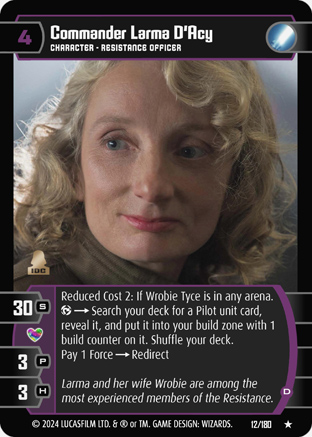 4 Commander Larma D'Acy
CHARACTER · RESISTANCE OFFICER
IDC
30 S
3 P
3 H
Reduced Cost 2: If Wrobie Tyce is in any arena.
→ Search your deck for a Pilot unit card,
reveal it, and put it into your build zone with 1
build counter on it. Shuffle your deck.
Pay 1 Force → Redirect
Larma and her wife Wrobie are among the
most experienced members of the Resistance.
D
© 2024 LUCASFILM LTD. & ® or TM. GAME DESIGN: WIZARDS. 12/180 ★